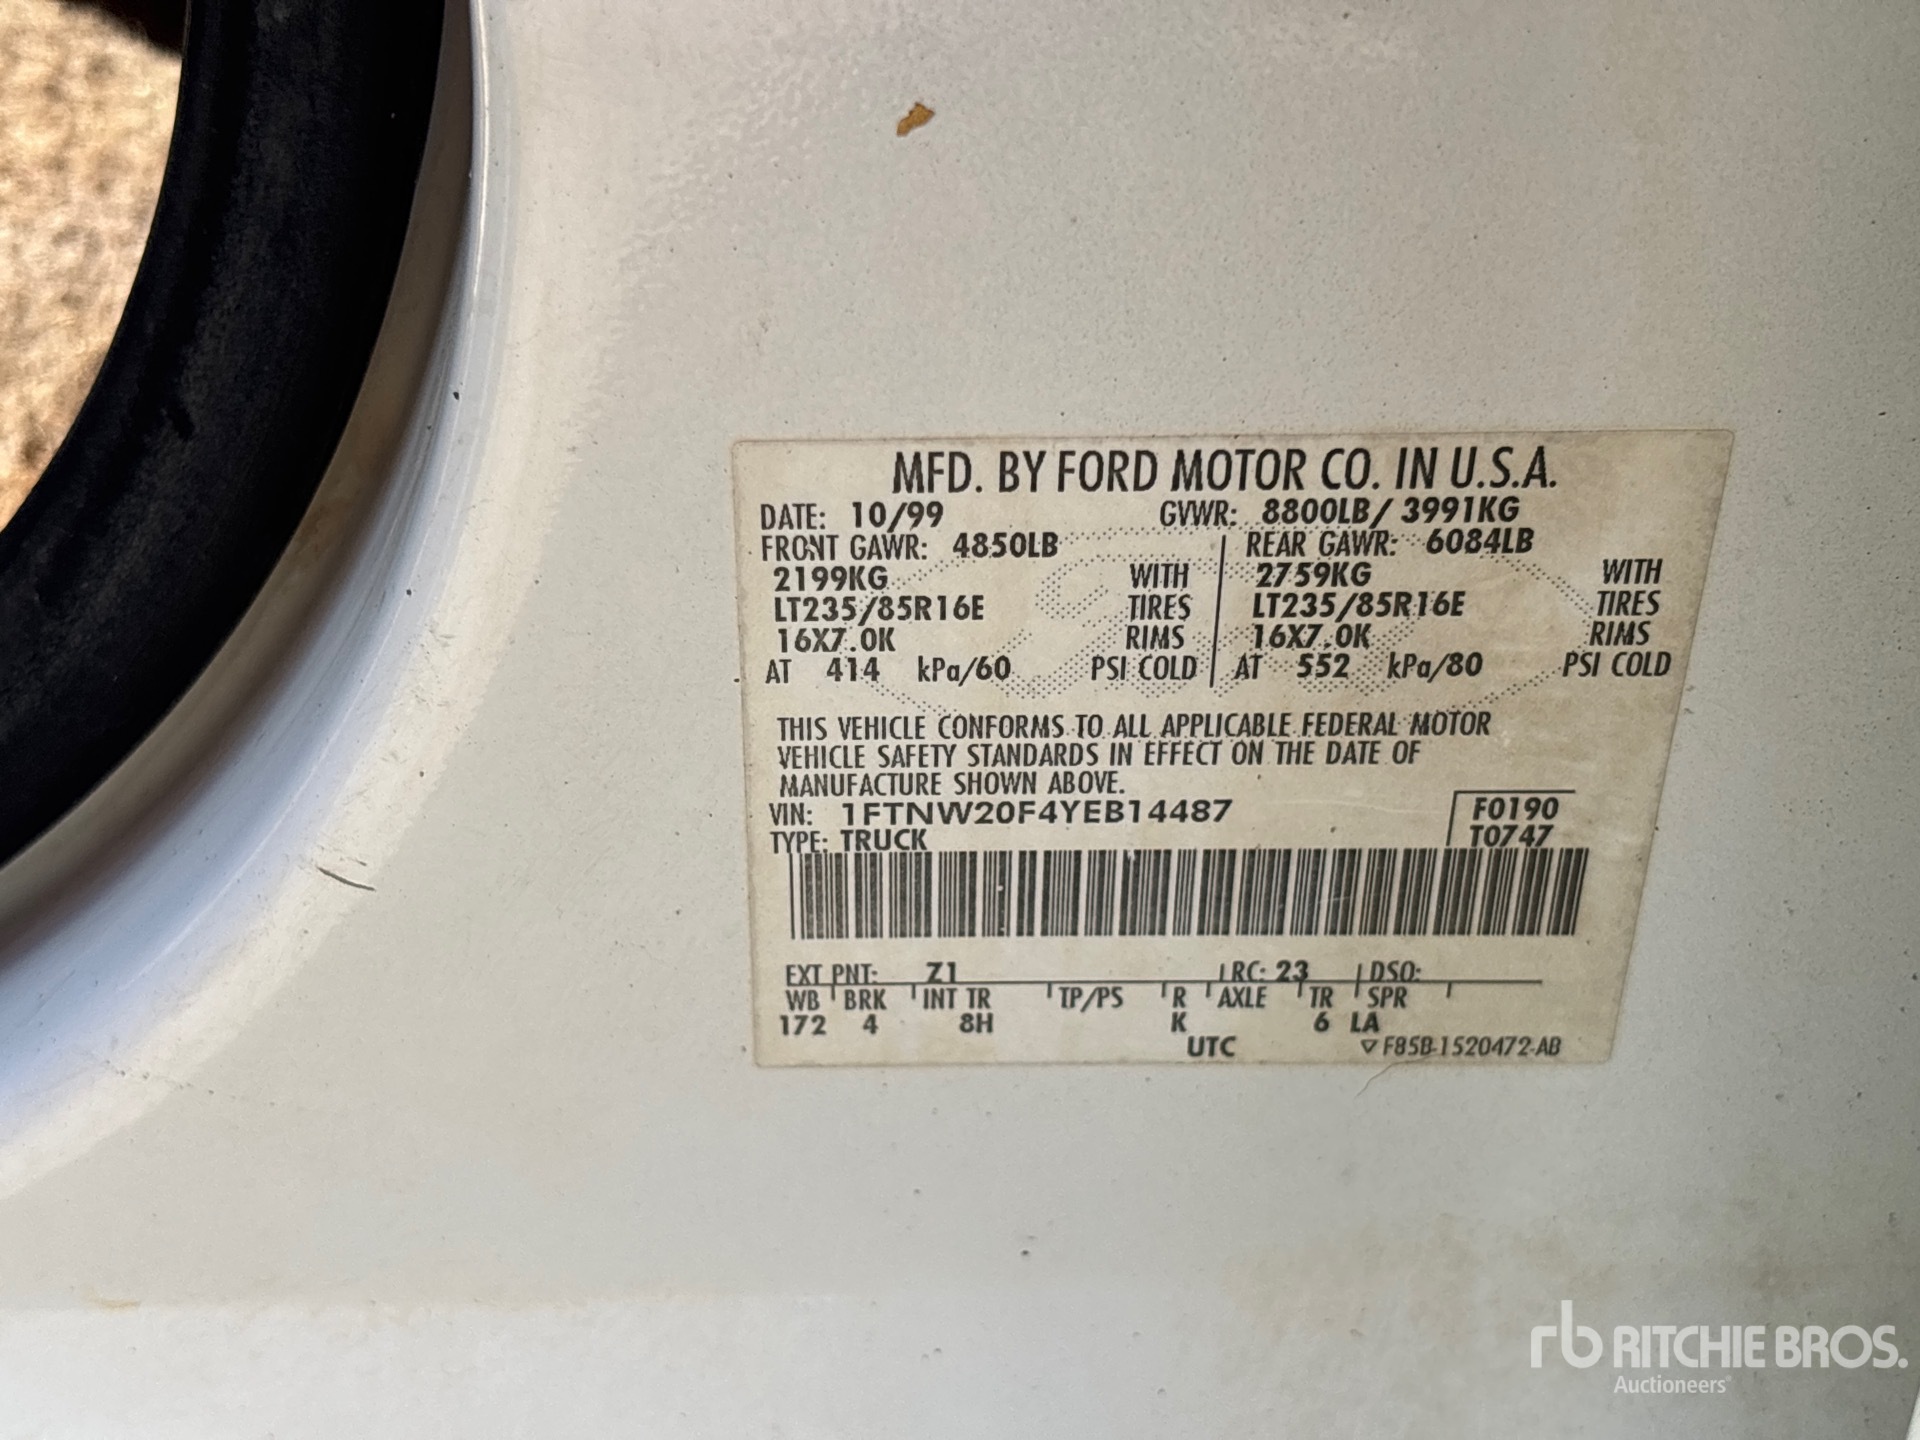 MFD. BY FORD MOTOR CO. IN U.S.A.
DATE: 10/99 GVWR: 8800LB/ 3991KG
FRONT GAWR: 4850LB REAR GAWR: 6084LB
2199KG WITH 2759KG WITH
LT235/85R16E TIRES LT235/85R16E TIRES
16X7.0K RIMS 16X7.0K RIMS
AT 414 kPa/60 PSI COLD AT 552 kPa/80 PSI COLD
THIS VEHICLE CONFORMS TO ALL APPLICABLE FEDERAL MOTOR
VEHICLE SAFETY STANDARDS IN EFFECT ON THE DATE OF
MANUFACTURE SHOWN ABOVE.
VIN: 1FTNW20F4YEB14487 F0190
TYPE: TRUCK T0747
EXT PNT: Z1 RC: 23 DSO:
WB BRK INT TR TP/PS R AXLE TR SPR
172 4 8H K 6 LA
UTC ▽ F85B-1520472-AB
rb RITCHIE BROS.
Auctioneers